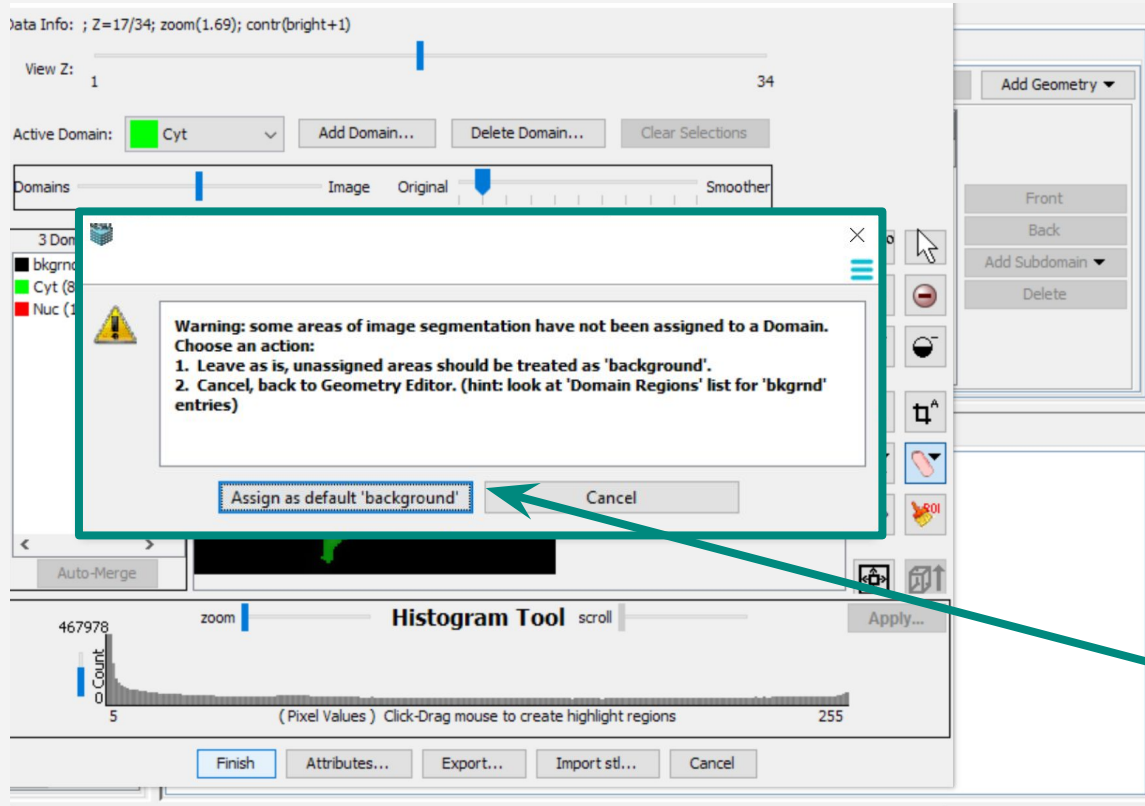 Data Info: ; Z=17/34; zoom(1.69); contr(bright+1)
View Z:
1
34
Add Geometry
Active Domain:
Cyt
Add Domain...
Delete Domain...
Clear Selections
Domains
Image
Original
Smoother
Front
Back
Add Subdomain
Delete
3 Dom
bkgrnd
Cyt (8
Nuc (1
Warning: some areas of image segmentation have not been assigned to a Domain.
Choose an action:
1. Leave as is, unassigned areas should be treated as 'background'.
2. Cancel, back to Geometry Editor. (hint: look at 'Domain Regions' list for 'bkgrnd'
entries)
A
Assign as default 'background'
Cancel
ROI
Auto-Merge
467978
zoom
Histogram Tool
scroll
Apply...
0 Count
5
( Pixel Values ) Click-Drag mouse to create highlight regions
255
Finish
Attributes...
Export...
Import stl...
Cancel